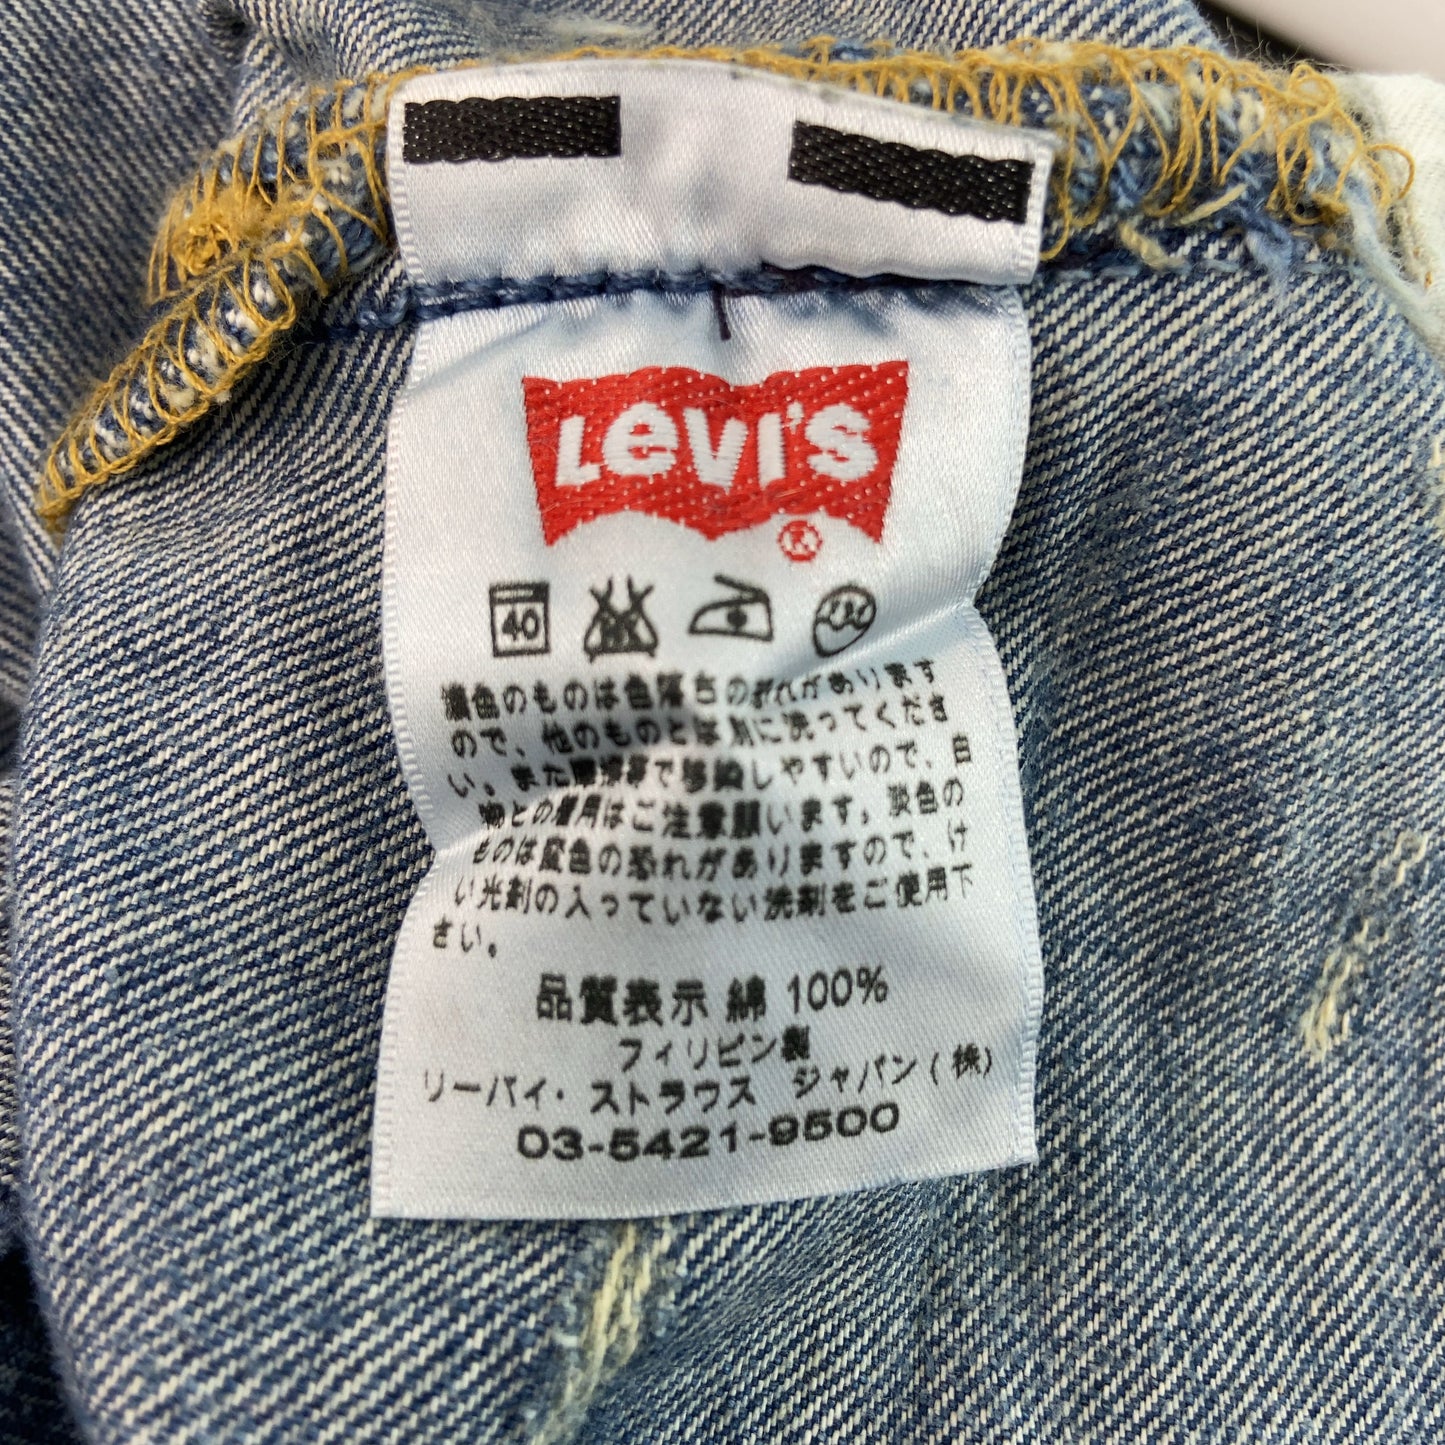 Levi's
®
40
濃色のものは色落ちの恐れがあります
ので、他のものとは別に洗ってくださ
い。また摩擦等で移染しやすいので、白
物との着用はご注意願います。淡色の
ものは変色の恐れがありますので、け
い光剤の入っていない洗剤をご使用下
さい。
品質表示 綿 100%
フィリピン製
リーバイ・ストラウス ジャパン(株)
03-5421-9500